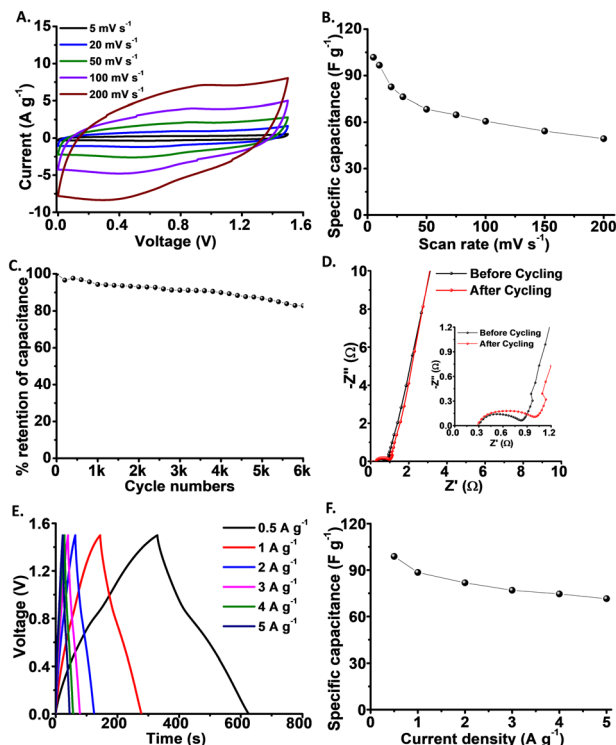 A.
5 mV s⁻¹
20 mV s⁻¹
50 mV s⁻¹
100 mV s⁻¹
200 mV s⁻¹
Current (A g⁻¹)
15
10
5
0
-5
-10
0.0 0.4 0.8 1.2 1.6
Voltage (V)
B.
Specific capacitance (F g⁻¹)
120
90
60
30
0
0 50 100 150 200
Scan rate (mV s⁻¹)
C.
% retention of capacitance
100
80
60
40
20
0
1k 2k 3k 4k 5k 6k
Cycle numbers
D.
Before Cycling
After Cycling
-Z'' (Ω)
10
8
6
4
2
0
0 2 4 6 8 10
Z' (Ω)
Before Cycling
After Cycling
-Z'' (Ω)
1.2
0.9
0.6
0.3
0.0
0.0 0.3 0.6 0.9 1.2
Z' (Ω)
E.
0.5 A g⁻¹
1 A g⁻¹
2 A g⁻¹
3 A g⁻¹
4 A g⁻¹
5 A g⁻¹
Voltage (V)
1.6
1.2
0.8
0.4
0.0
0 200 400 600 800
Time (s)
F.
Specific capacitance (F g⁻¹)
120
90
60
30
0
0 1 2 3 4 5
Current density (A g⁻¹)